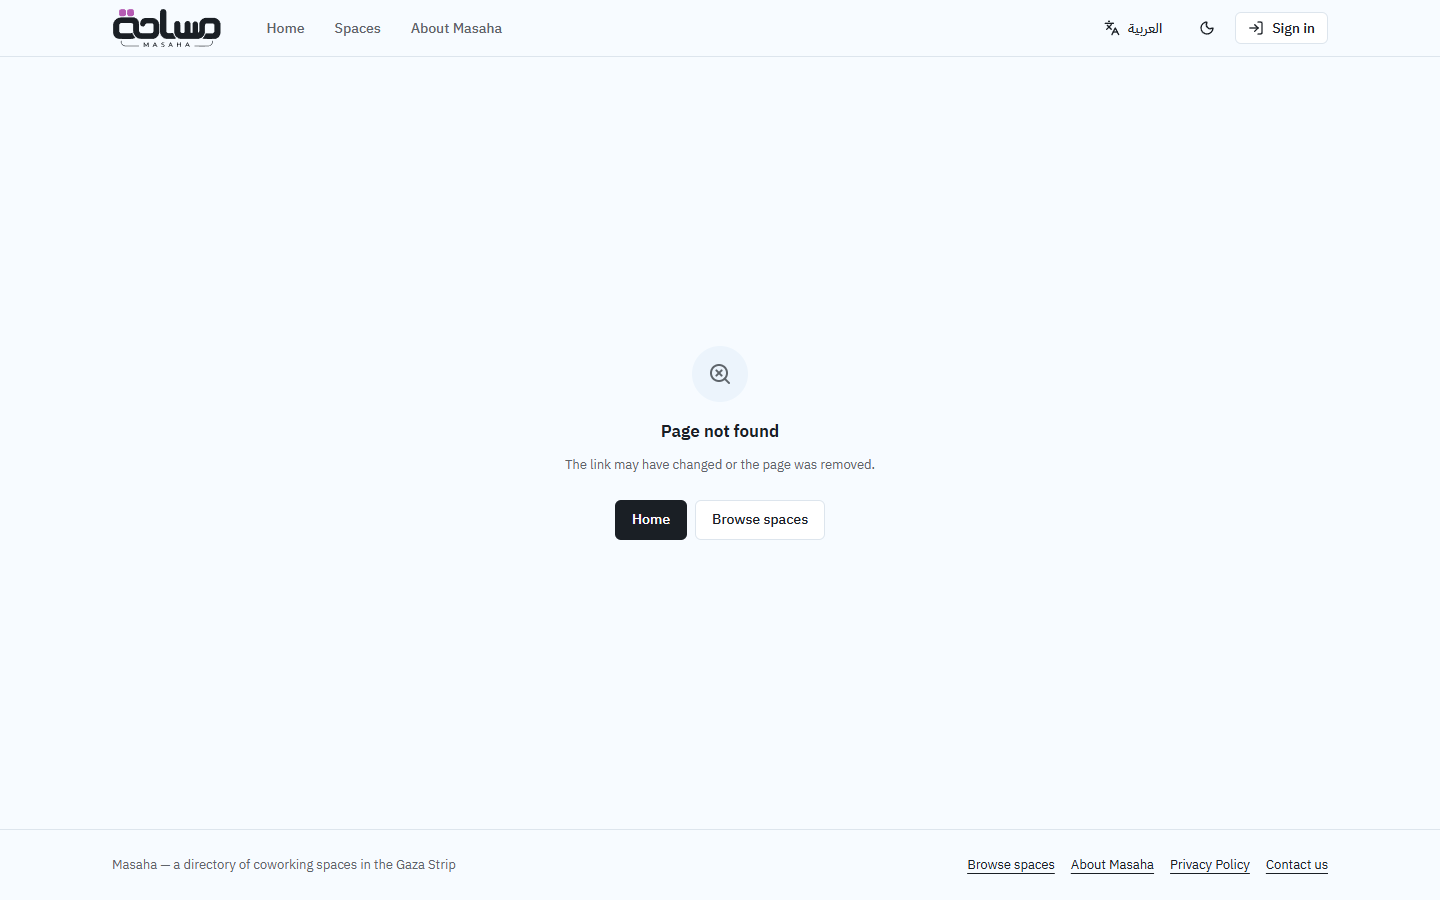 مساحة
MASAHA
Home
Spaces
About Masaha
العربية
Sign in
Page not found
The link may have changed or the page was removed.
Home
Browse spaces
Masaha — a directory of coworking spaces in the Gaza Strip
Browse spaces
About Masaha
Privacy Policy
Contact us